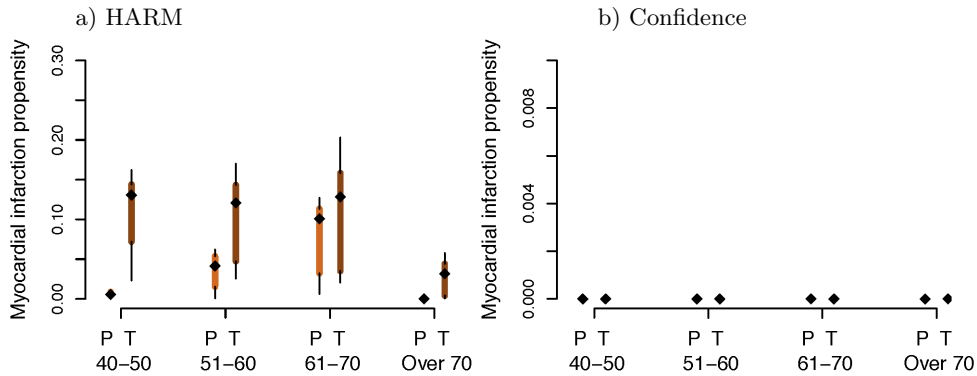 a) HARM
Myocardial infarction propensity
0.30
0.20
0.10
0.00
P T P T P T P T
40–50 51–60 61–70 Over 70
b) Confidence
Myocardial infarction propensity
0.008
0.004
0.000
P T P T P T P T
40–50 51–60 61–70 Over 70